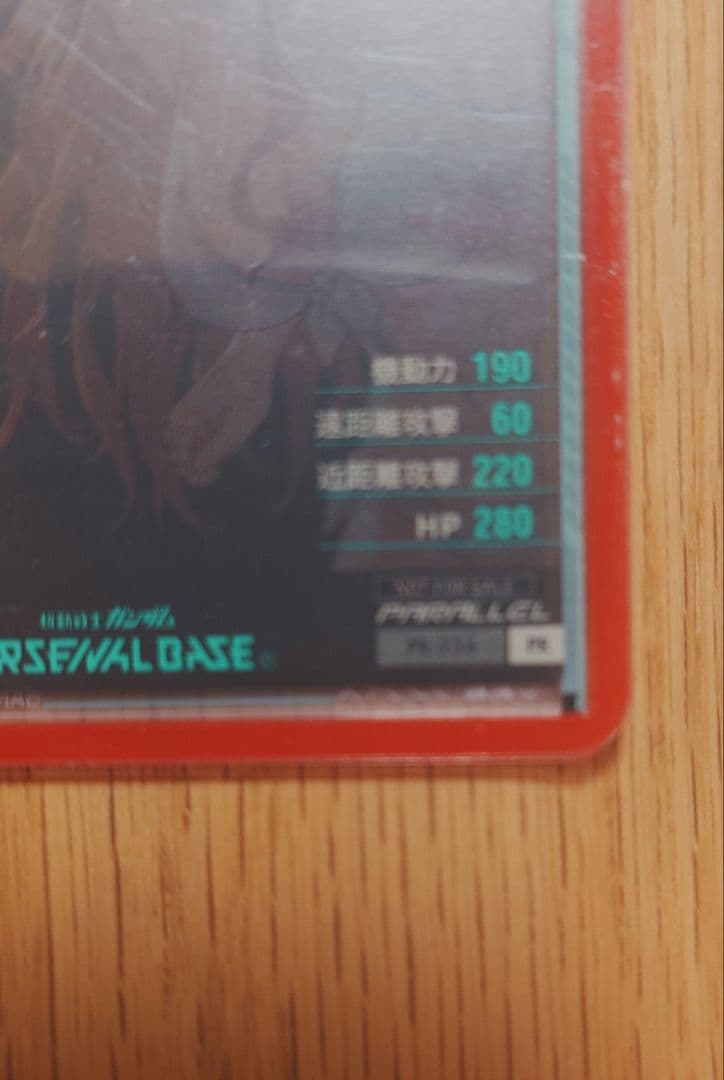 機動力 190
遠距離攻撃 60
近距離攻撃 220
HP 280
NOT FOR SALE
PARALLEL
PR
機動戦士ガンダム
ARSENAL BASE